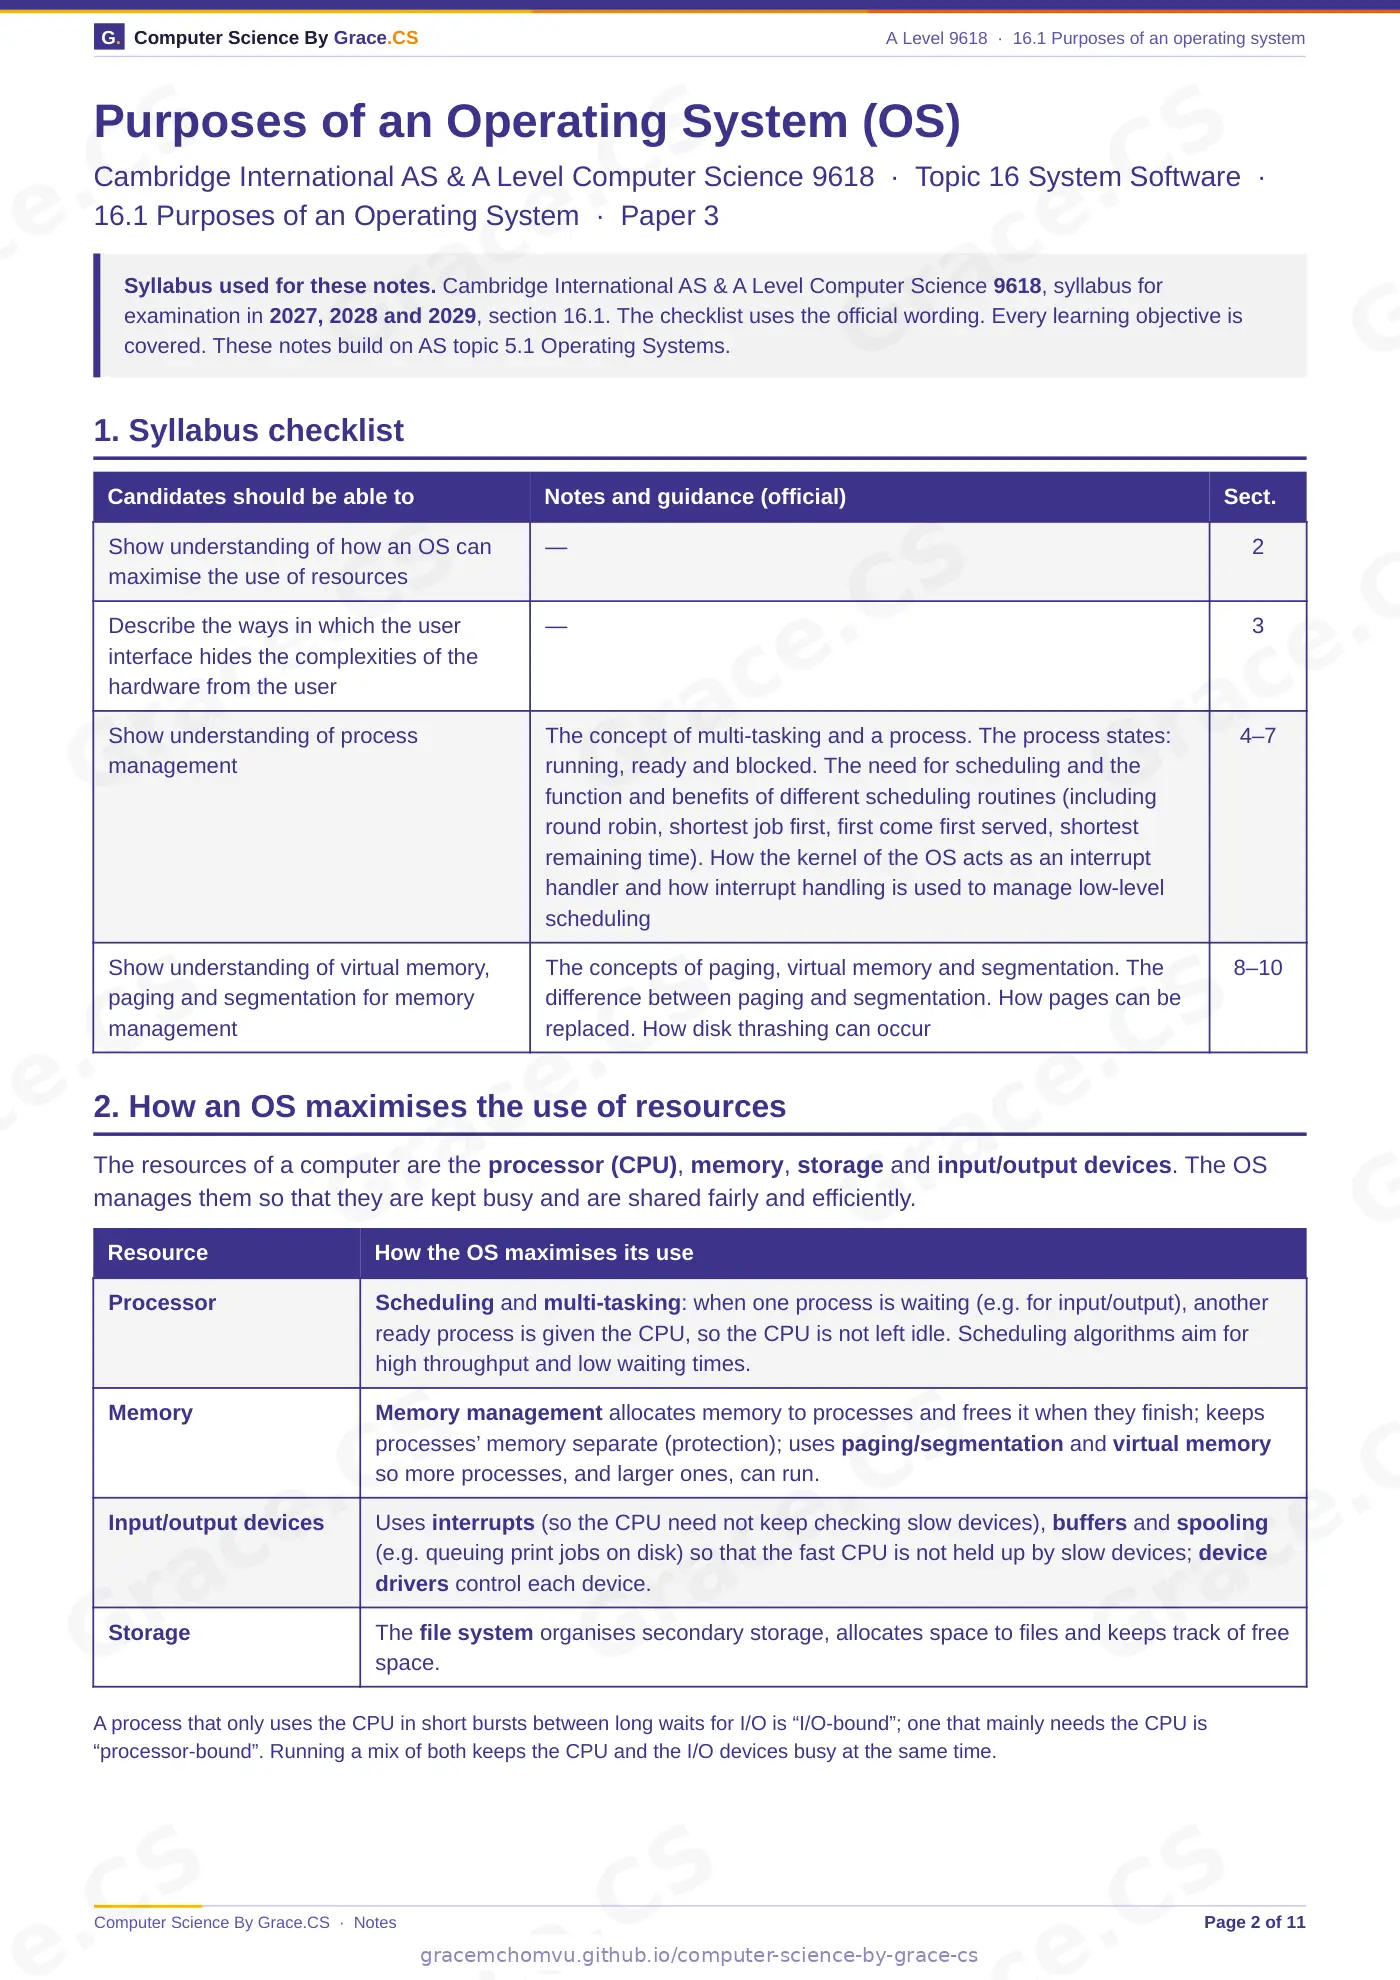 G. Computer Science By Grace.CS
A Level 9618 · 16.1 Purposes of an operating system
Purposes of an Operating System (OS)
Cambridge International AS & A Level Computer Science 9618 · Topic 16 System Software ·
16.1 Purposes of an Operating System · Paper 3
Syllabus used for these notes. Cambridge International AS & A Level Computer Science 9618, syllabus for
examination in 2027, 2028 and 2029, section 16.1. The checklist uses the official wording. Every learning objective is
covered. These notes build on AS topic 5.1 Operating Systems.
1. Syllabus checklist
Candidates should be able to
Notes and guidance (official)
Sect.
Show understanding of how an OS can
maximise the use of resources
—
2
Describe the ways in which the user
interface hides the complexities of the
hardware from the user
—
3
Show understanding of process
management
The concept of multi-tasking and a process. The process states:
running, ready and blocked. The need for scheduling and the
function and benefits of different scheduling routines (including
round robin, shortest job first, first come first served, shortest
remaining time). How the kernel of the OS acts as an interrupt
handler and how interrupt handling is used to manage low-level
scheduling
4–7
Show understanding of virtual memory,
paging and segmentation for memory
management
The concepts of paging, virtual memory and segmentation. The
difference between paging and segmentation. How pages can be
replaced. How disk thrashing can occur
8–10
2. How an OS maximises the use of resources
The resources of a computer are the processor (CPU), memory, storage and input/output devices. The OS
manages them so that they are kept busy and are shared fairly and efficiently.
Resource
How the OS maximises its use
Processor
Scheduling and multi-tasking: when one process is waiting (e.g. for input/output), another
ready process is given the CPU, so the CPU is not left idle. Scheduling algorithms aim for
high throughput and low waiting times.
Memory
Memory management allocates memory to processes and frees it when they finish; keeps
processes’ memory separate (protection); uses paging/segmentation and virtual memory
so more processes, and larger ones, can run.
Input/output devices
Uses interrupts (so the CPU need not keep checking slow devices), buffers and spooling
(e.g. queuing print jobs on disk) so that the fast CPU is not held up by slow devices; device
drivers control each device.
Storage
The file system organises secondary storage, allocates space to files and keeps track of free
space.
A process that only uses the CPU in short bursts between long waits for I/O is “I/O-bound”; one that mainly needs the CPU is
“processor-bound”. Running a mix of both keeps the CPU and the I/O devices busy at the same time.
Computer Science By Grace.CS · Notes
Page 2 of 11
gracemchomvu.github.io/computer-science-by-grace-cs